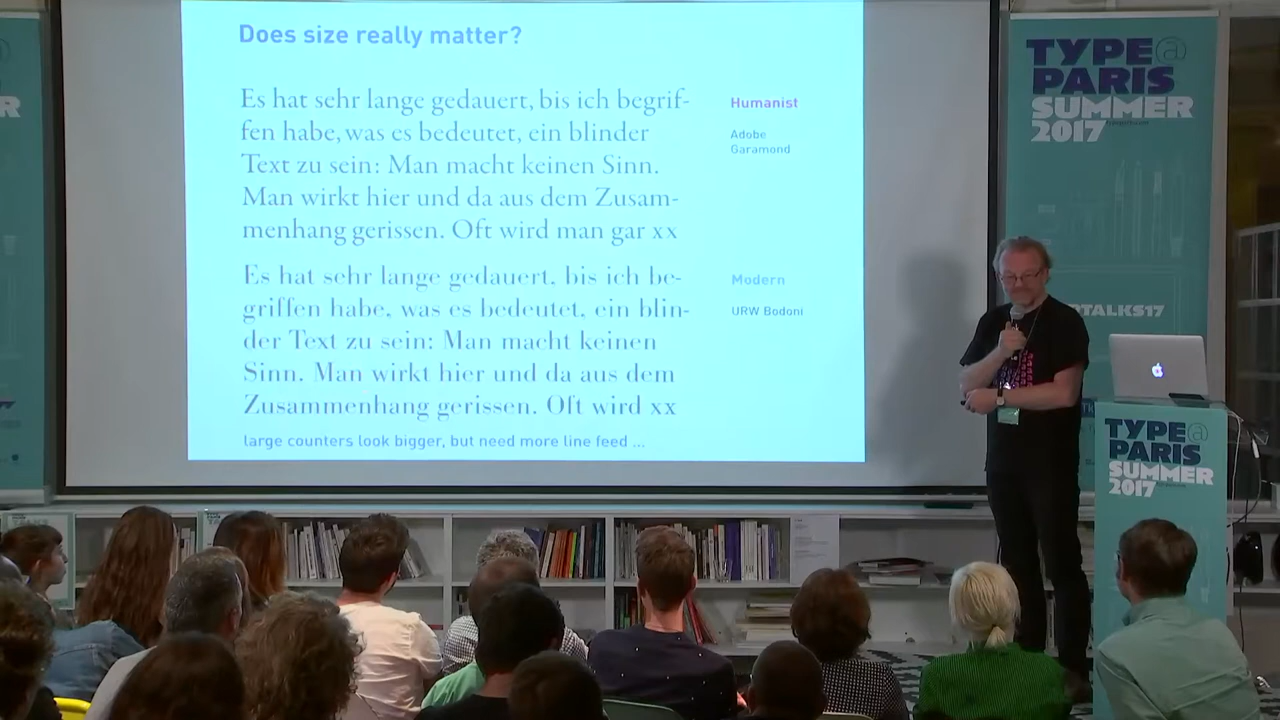 Does size really matter?
Es hat sehr lange gedauert, bis ich begrif-
fen habe, was es bedeutet, ein blinder
Text zu sein: Man macht keinen Sinn.
Man wirkt hier und da aus dem Zusam-
menhang gerissen. Oft wird man gar xx
Humanist
Adobe
Garamond
Es hat sehr lange gedauert, bis ich be-
griffen habe, was es bedeutet, ein blin-
der Text zu sein: Man macht keinen
Sinn. Man wirkt hier und da aus dem
Zusammenhang gerissen. Oft wird xx
Modern
URW Bodoni
large counters look bigger, but need more line feed ...
TYPE@
PARIS
SUMMER
2017
TALKS17
TYPE@
PARIS
SUMMER
2017